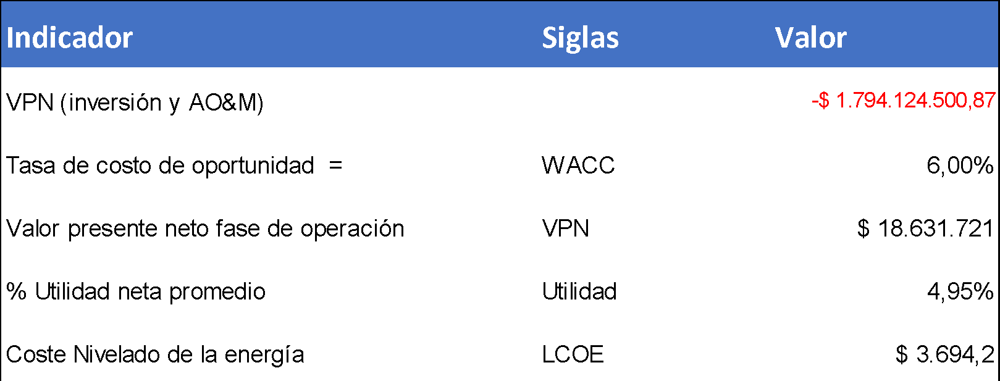 Indicador Siglas Valor
VPN (inversión y AO&M) -$ 1.794.124.500,87
Tasa de costo de oportunidad = WACC 6,00%
Valor presente neto fase de operación VPN $ 18.631.721
% Utilidad neta promedio Utilidad 4,95%
Coste Nivelado de la energía LCOE $ 3.694,2